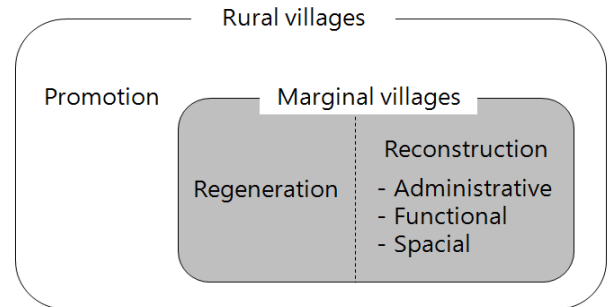 Rural villages
Promotion
Marginal villages
Regeneration
Reconstruction
- Administrative
- Functional
- Spacial